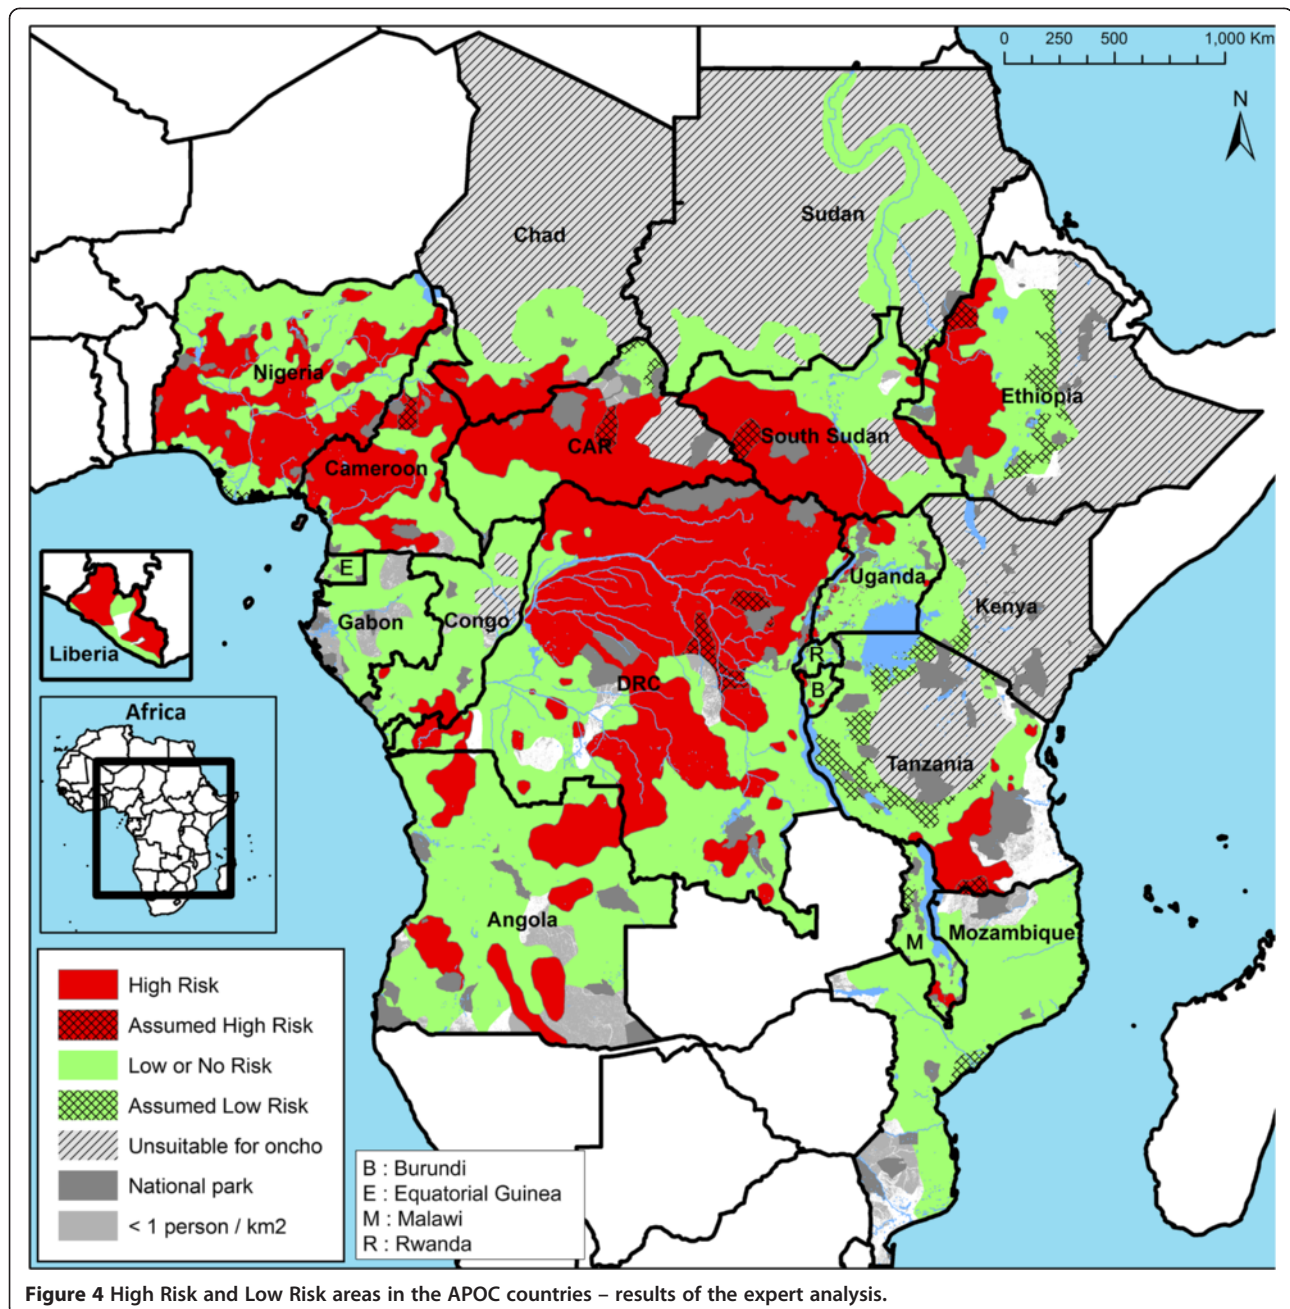 0 250 500 1,000 Km
N
Chad
Sudan
Nigeria
Ethiopia
CAR
South Sudan
Cameroon
E
Uganda
Kenya
Gabon
Congo
Liberia
R
DRC
B
Africa
Tanzania
Angola
M
Mozambique
High Risk
Assumed High Risk
Low or No Risk
Assumed Low Risk
Unsuitable for oncho
National park
< 1 person / km2
B : Burundi
E : Equatorial Guinea
M : Malawi
R : Rwanda
Figure 4 High Risk and Low Risk areas in the APOC countries – results of the expert analysis.